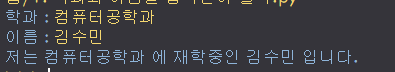 학과 : 컴퓨터공학과
이름 : 김수민
저는 컴퓨터공학과 에 재학중인 김수민 입니다.